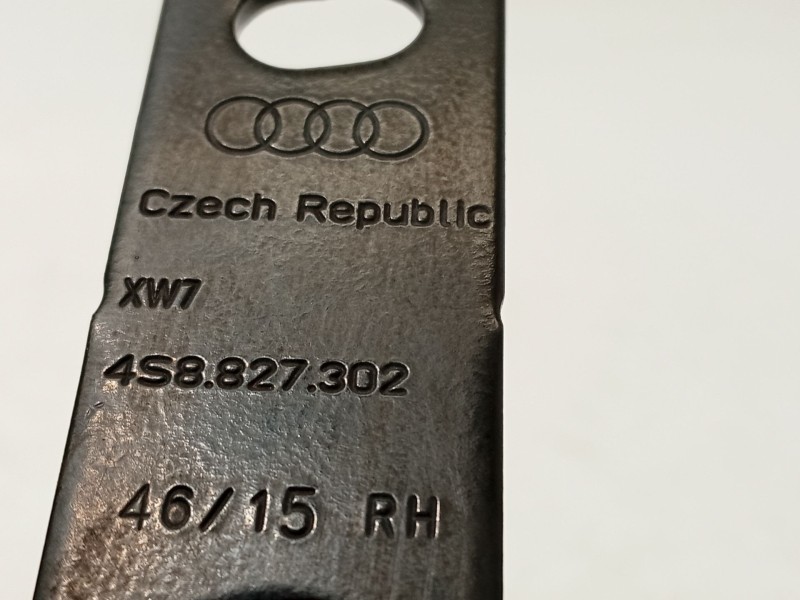 Czech Republic
XW7
4S8.827.302
46/15 RH